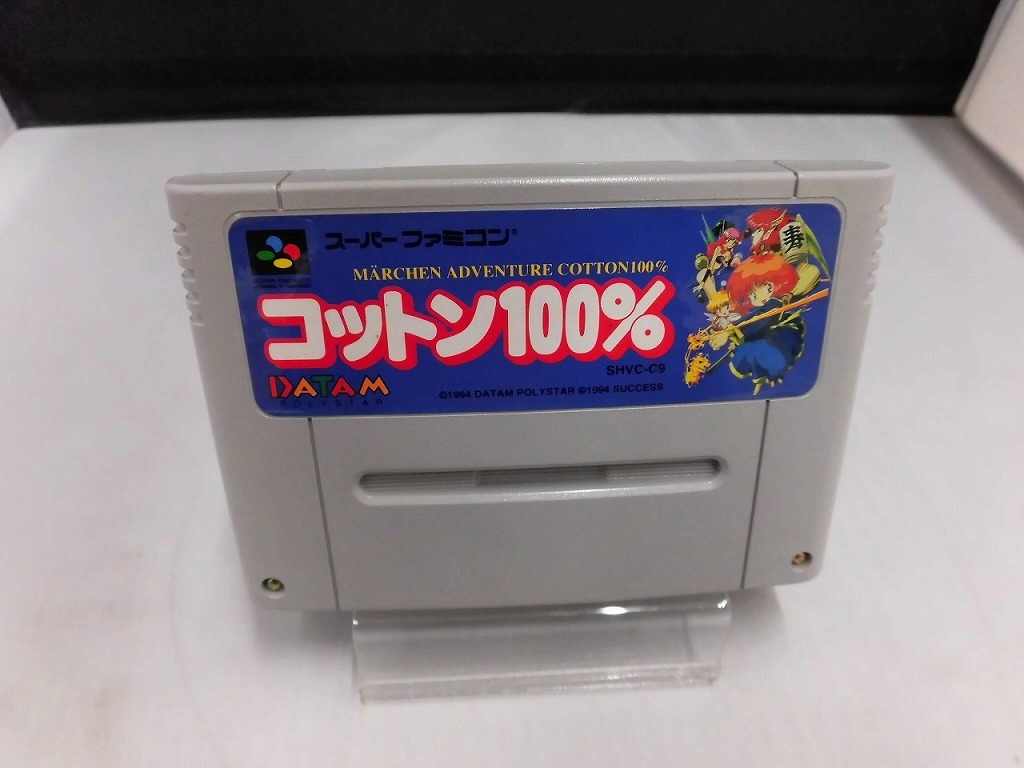 スーパーファミコン®
MÄRCHEN ADVENTURE COTTON100%
コットン100%
SHVC-C9
DATAM
POLYSTAR
©1994 DATAM POLYSTAR ©1994 SUCCESS
寿